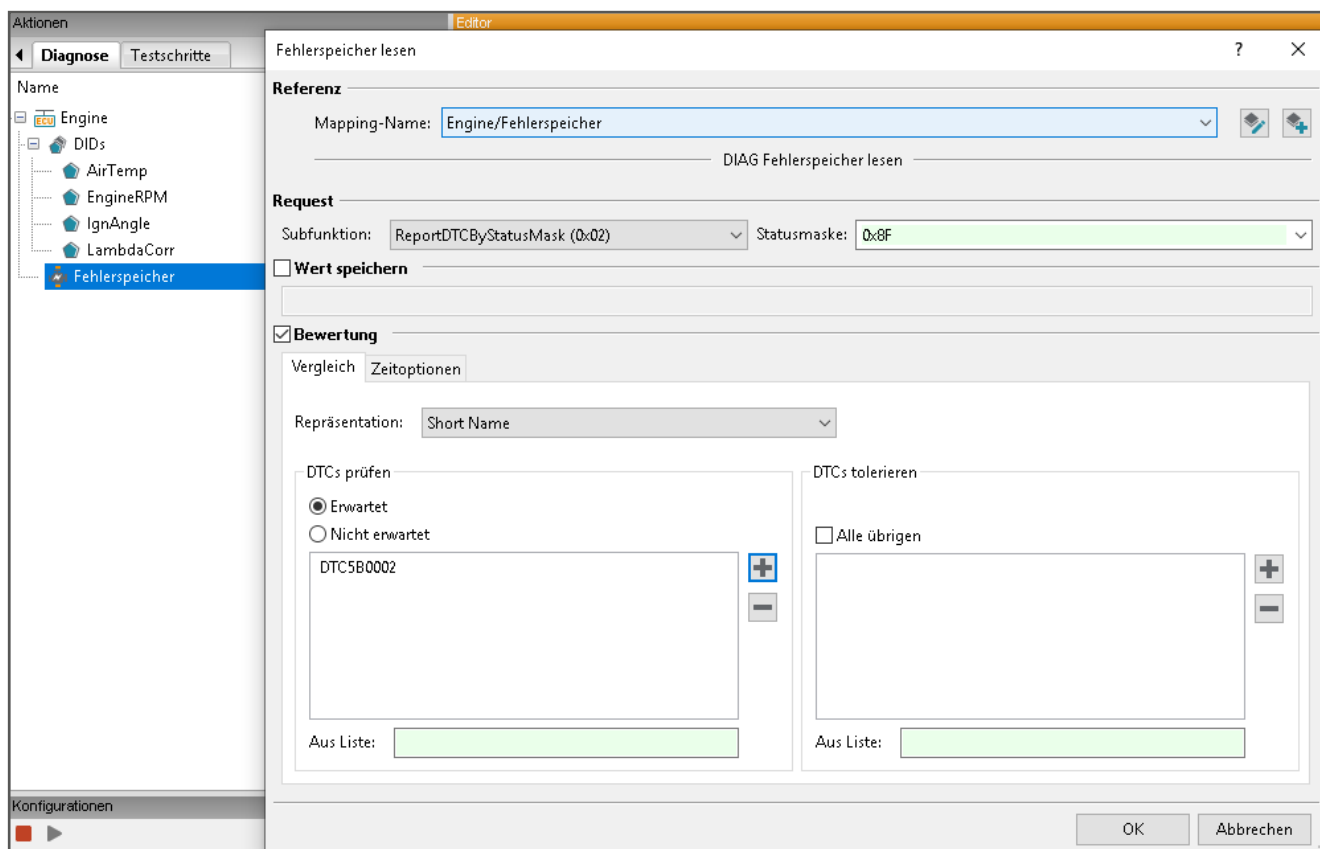 Aktionen
Editor
Diagnose Testschritte
Name
Engine
DIDs
AirTemp
EngineRPM
IgnAngle
LambdaCorr
Fehlerspeicher
Konfigurationen
Fehlerspeicher lesen ?
Referenz
Mapping-Name: Engine/Fehlerspeicher
DIAG Fehlerspeicher lesen
Request
Subfunktion: ReportDTCByStatusMask (0x02) Statusmaske: 0x8F
Wert speichern
Bewertung
Vergleich Zeitoptionen
Repräsentation: Short Name
DTCs prüfen
Erwartet
Nicht erwartet
DTC5B0002
Aus Liste:
DTCs tolerieren
Alle übrigen
Aus Liste:
OK Abbrechen